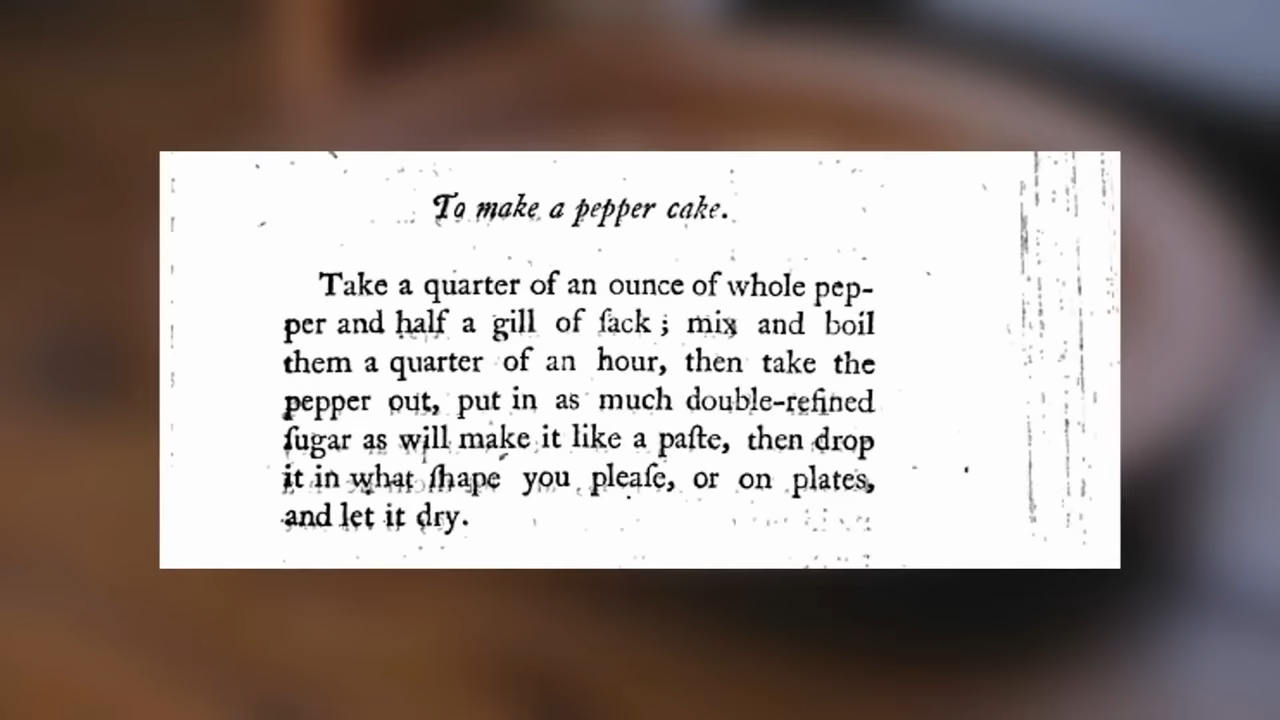 To make a pepper cake.
Take a quarter of an ounce of whole pep-
per and half a gill of ſack ; mix and boil
them a quarter of an hour, then take the
pepper out, put in as much double-refined
ſugar as will make it like a paſte, then drop
it in what ſhape you pleaſe, or on plates,
and let it dry.